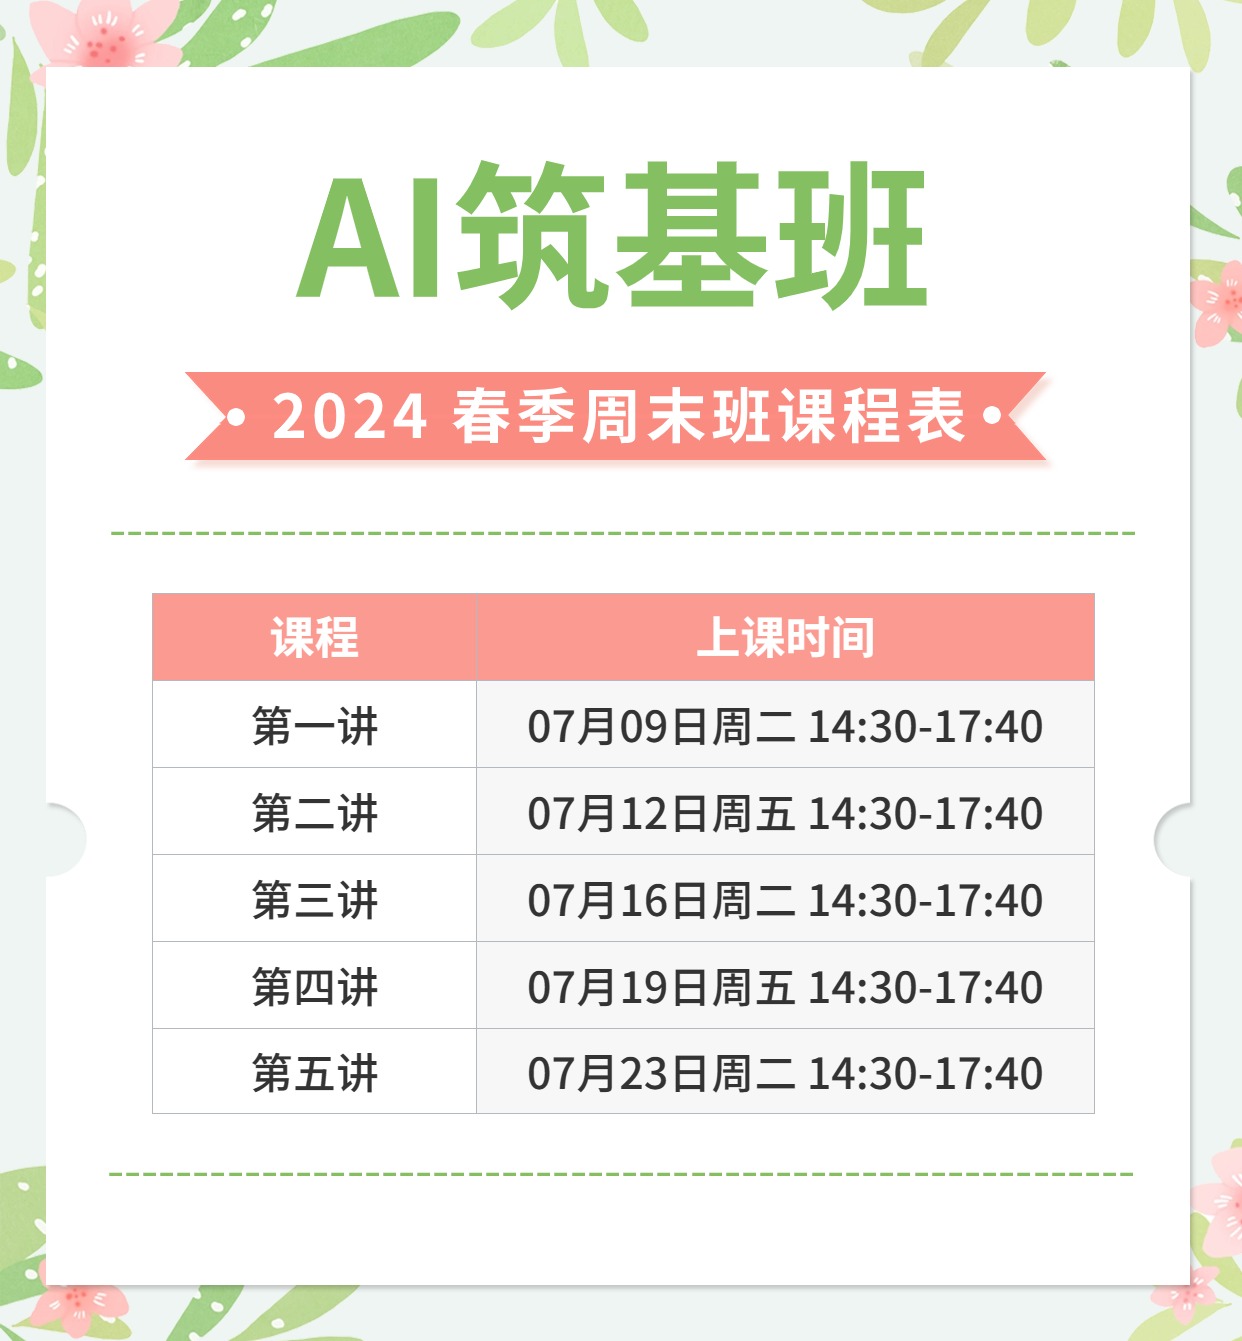 AI筑基班
2024 春季周末班课程表
课程 上课时间
第一讲 07月09日周二 14:30-17:40
第二讲 07月12日周五 14:30-17:40
第三讲 07月16日周二 14:30-17:40
第四讲 07月19日周五 14:30-17:40
第五讲 07月23日周二 14:30-17:40